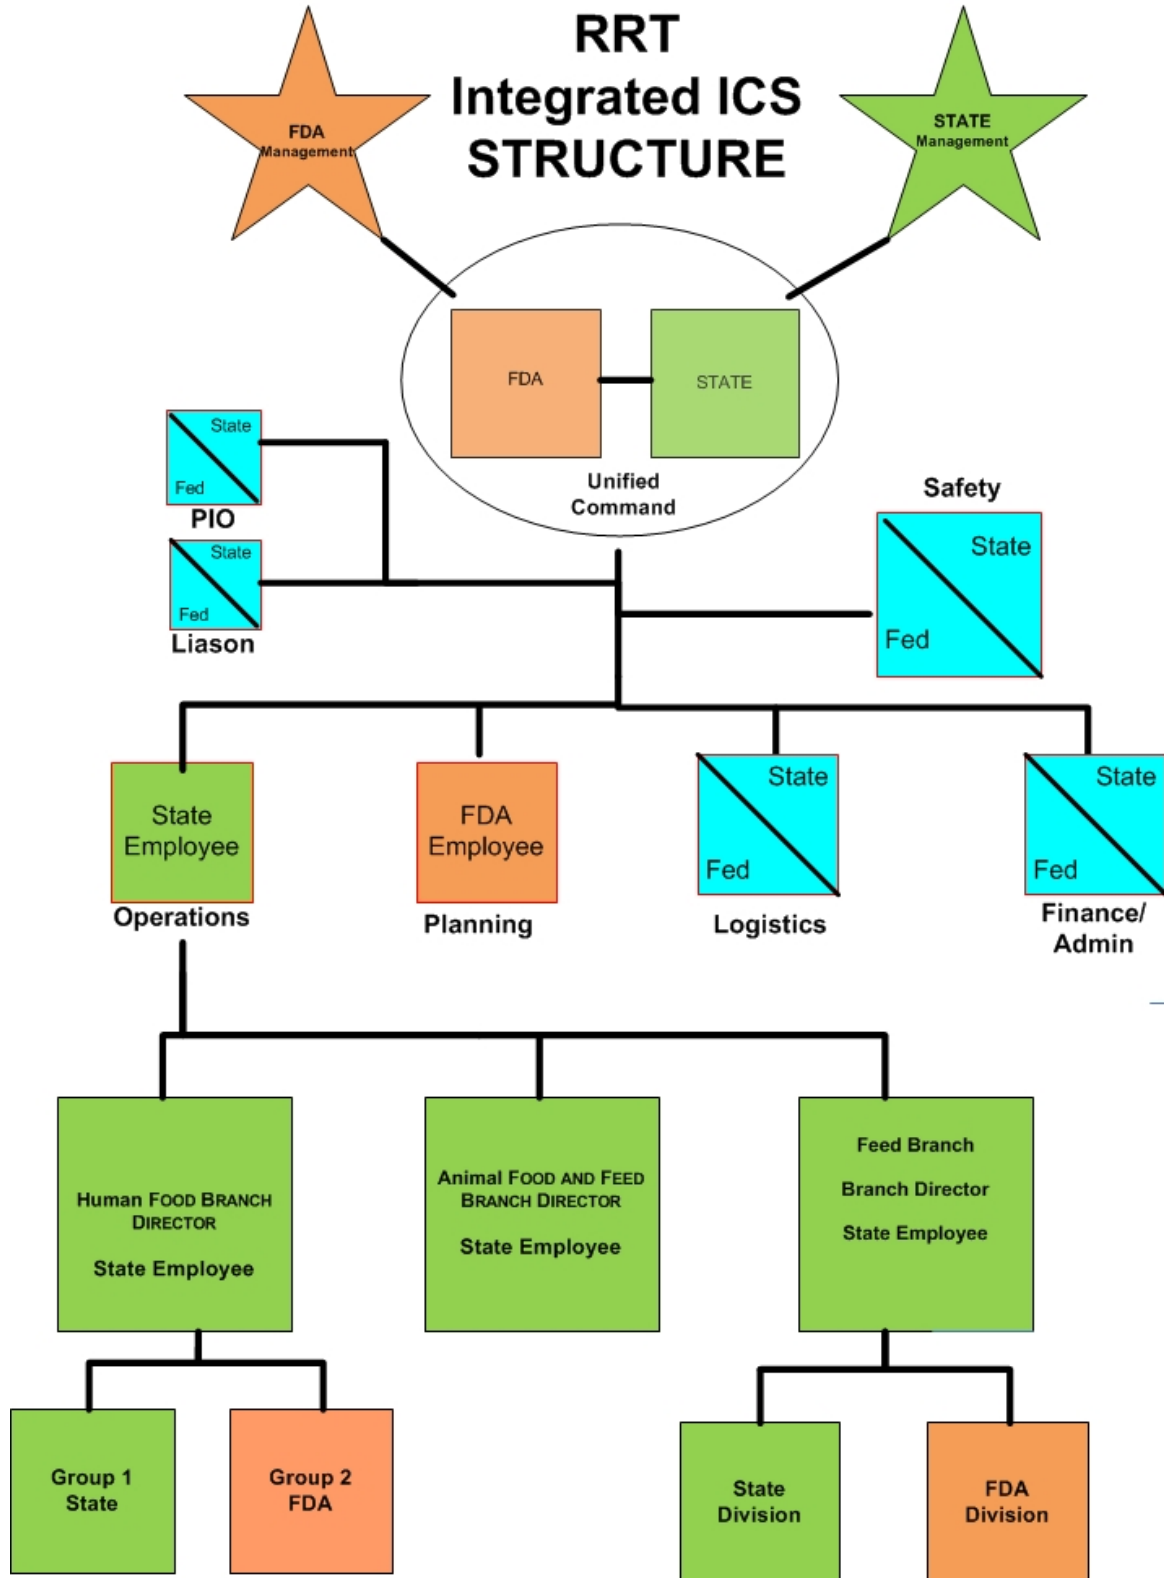 RRT
Integrated ICS
STRUCTURE
FDA
Management
STATE
Management
FDA
STATE
Unified
Command
State
Fed
PIO
State
Fed
Liason
Safety
State
Fed
State
Employee
Operations
FDA
Employee
Planning
State
Fed
Logistics
State
Fed
Finance/
Admin
Human FOOD BRANCH
DIRECTOR
State Employee
Animal FOOD AND FEED
BRANCH DIRECTOR
State Employee
Feed Branch
Branch Director
State Employee
Group 1
State
Group 2
FDA
State
Division
FDA
Division